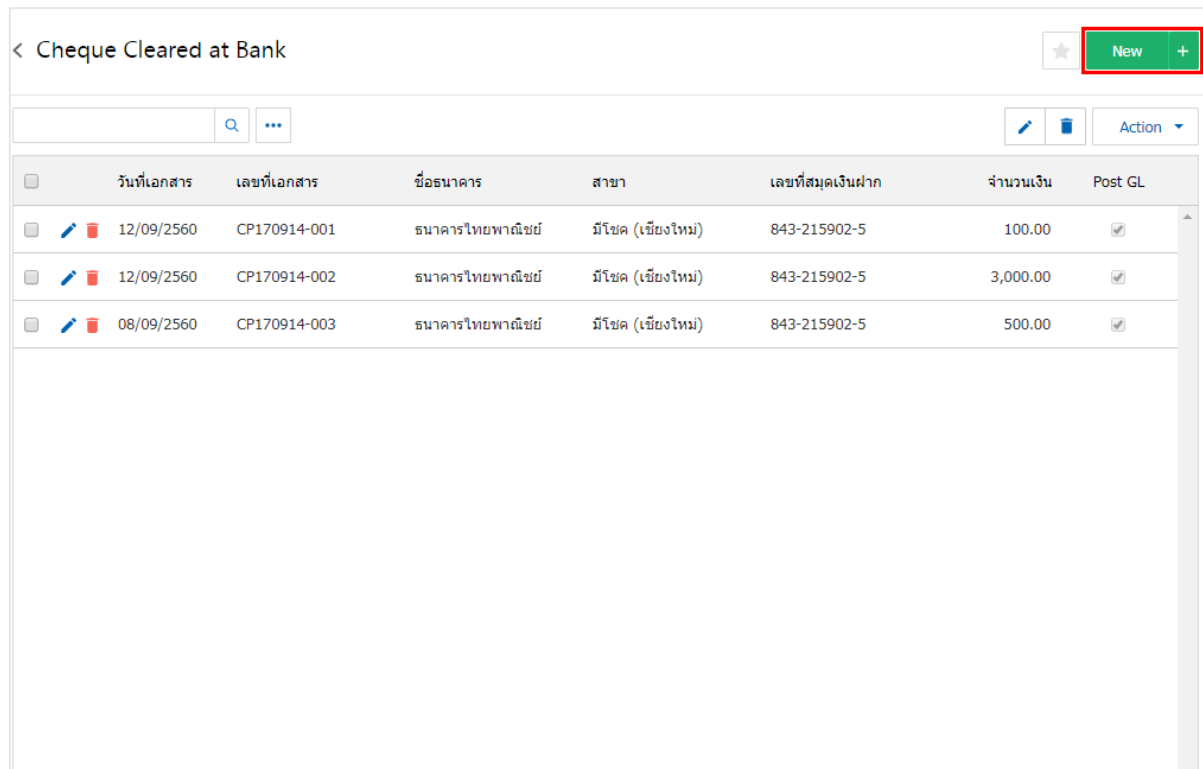 Cheque Cleared at Bank
New +
Action
วันที่เอกสาร เลขที่เอกสาร ชื่อธนาคาร สาขา เลขที่สมุดเงินฝาก จำนวนเงิน Post GL
12/09/2560 CP170914-001 ธนาคารไทยพาณิชย์ มีโชค (เชียงใหม่) 843-215902-5 100.00
12/09/2560 CP170914-002 ธนาคารไทยพาณิชย์ มีโชค (เชียงใหม่) 843-215902-5 3,000.00
08/09/2560 CP170914-003 ธนาคารไทยพาณิชย์ มีโชค (เชียงใหม่) 843-215902-5 500.00